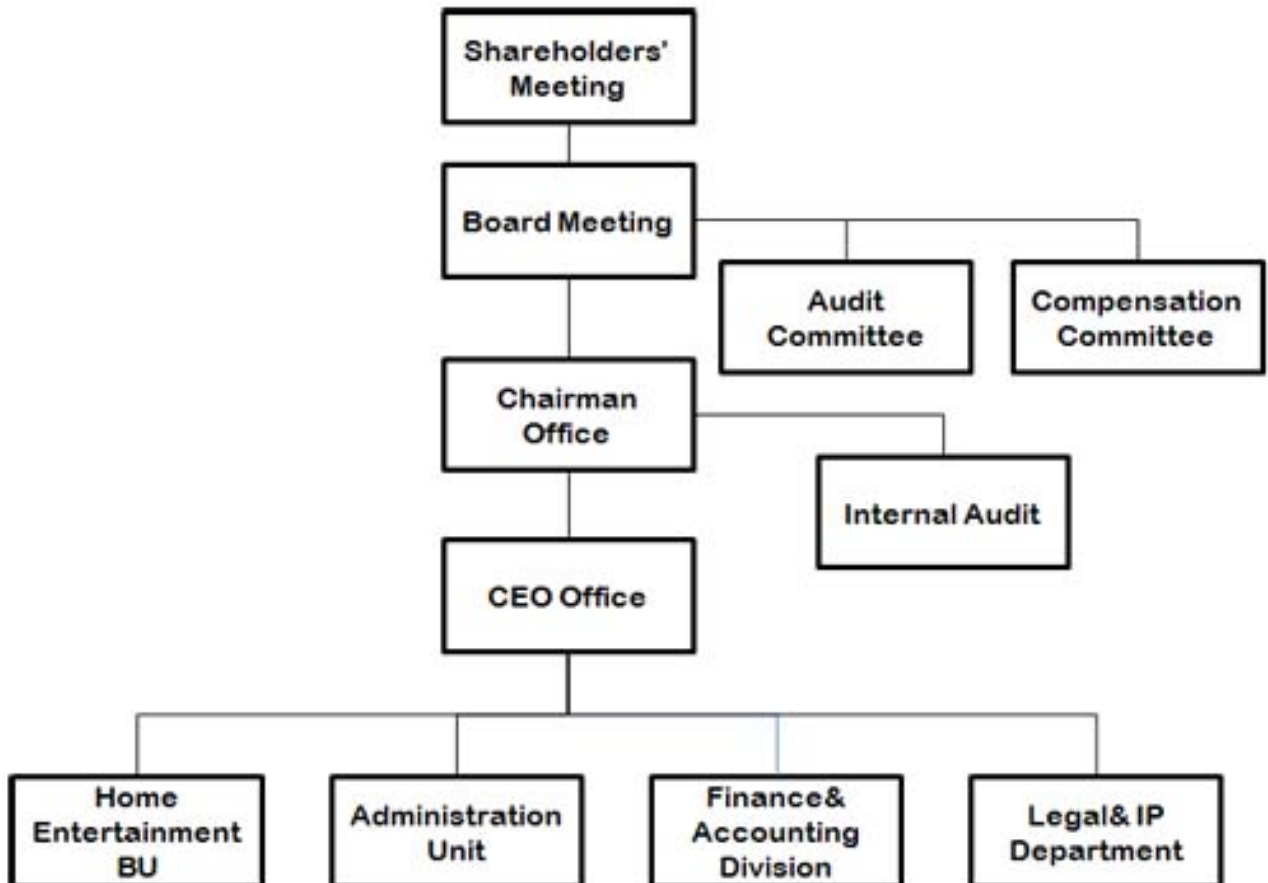 Shareholders'
Meeting
Board Meeting
Audit
Committee
Compensation
Committee
Chairman
Office
Internal Audit
CEO Office
Home
Entertainment
BU
Administration
Unit
Finance&
Accounting
Division
Legal& IP
Department